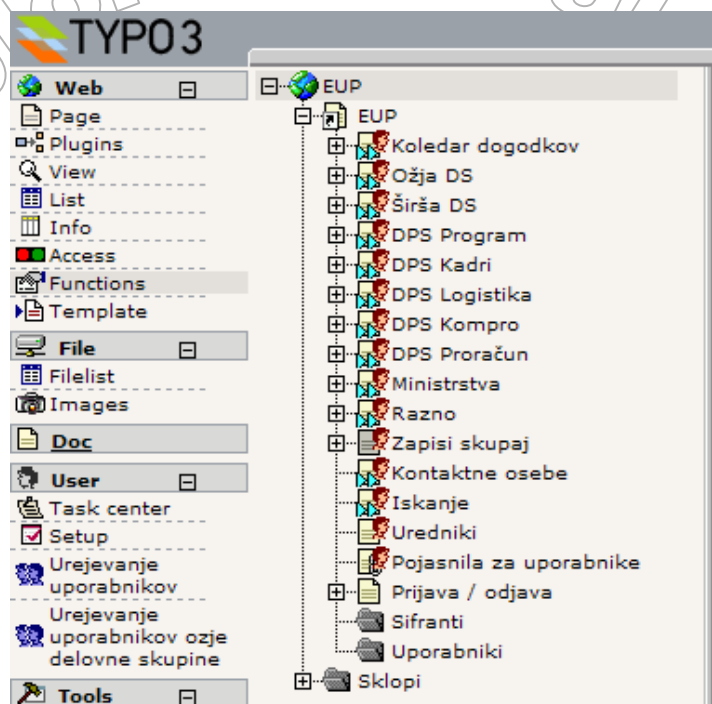 TYPO3
Web
Page
Plugins
View
List
Info
Access
Functions
Template
File
Filelist
Images
Doc
User
Task center
Setup
Urejevanje
uporabnikov
Urejevanje
uporabnikov ozje
delovne skupine
Tools
EUP
EUP
Koledar dogodkov
Ožja DS
Širša DS
DPS Program
DPS Kadri
DPS Logistika
DPS Kompro
DPS Proračun
Ministrstva
Razno
Zapisi skupaj
Kontaktne osebe
Iskanje
Uredniki
Pojasnila za uporabnike
Prijava / odjava
Sifranti
Uporabniki
Sklopi